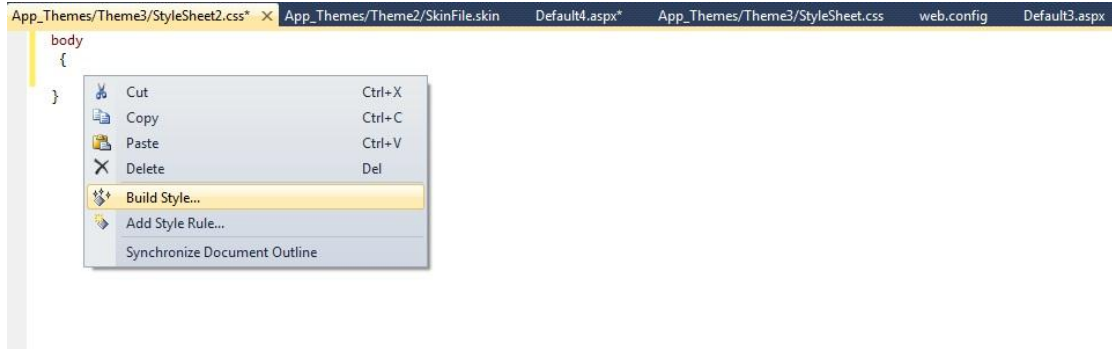 App_Themes/Theme3/StyleSheet2.css* × App_Themes/Theme2/SkinFile.skin Default4.aspx* App_Themes/Theme3/StyleSheet.css web.config Default3.aspx
body
{
}
Cut Ctrl+X
Copy Ctrl+C
Paste Ctrl+V
Delete Del
Build Style...
Add Style Rule...
Synchronize Document Outline